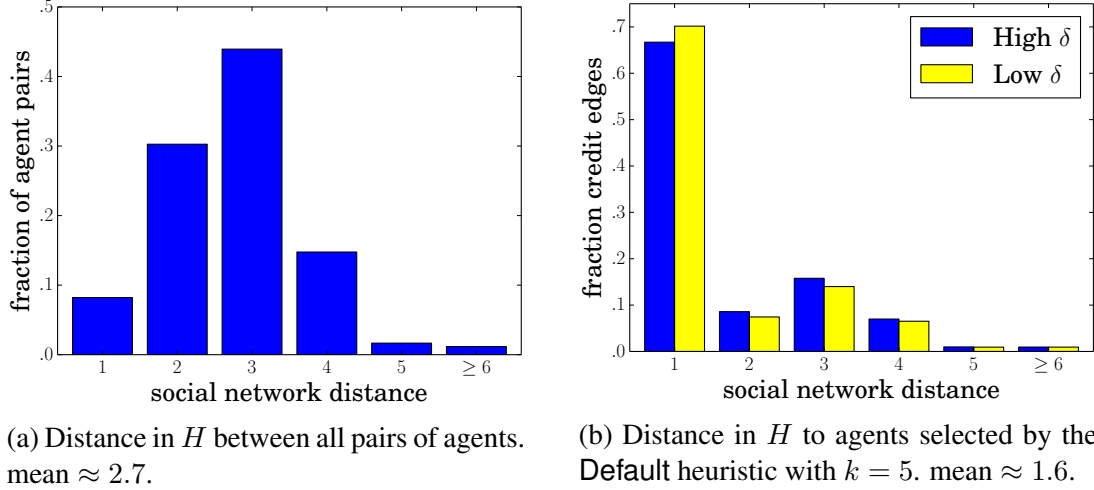 .5
.4
.3
.2
.1
.0
fraction of agent pairs
1 2 3 4 5 ≥ 6
social network distance
(a) Distance in H between all pairs of agents.
mean ≈ 2.7.
.7
.6
.5
.4
.3
.2
.1
.0
fraction credit edges
High δ
Low δ
1 2 3 4 5 ≥ 6
social network distance
(b) Distance in H to agents selected by the
Default heuristic with k = 5. mean ≈ 1.6.